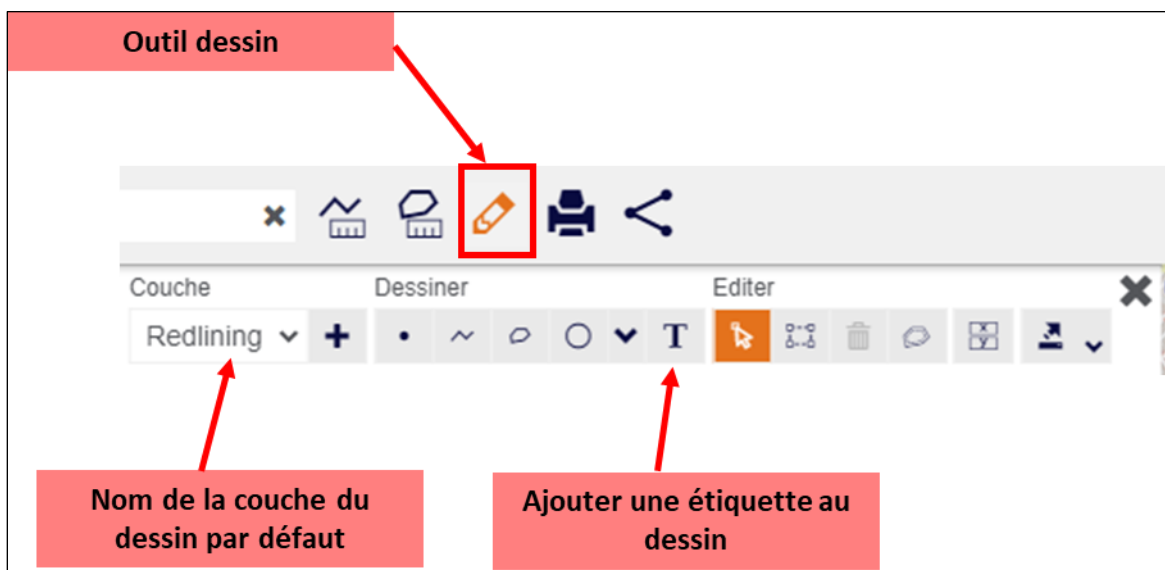 Outil dessin
Couche
Dessiner
Editer
Redlining
T
x
y
Nom de la couche du
dessin par défaut
Ajouter une étiquette au
dessin